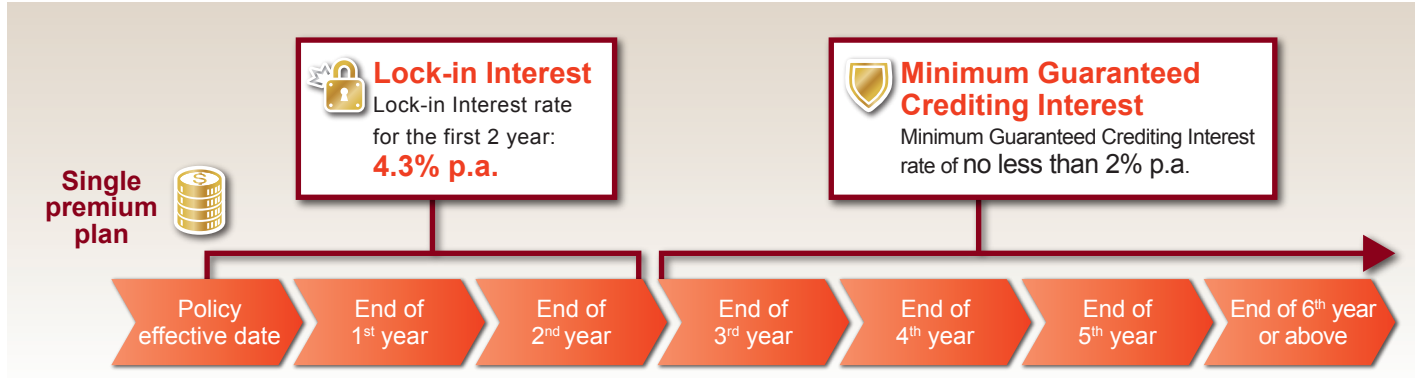 Lock-in Interest
Lock-in Interest rate
for the first 2 year:
4.3% p.a.
Minimum Guaranteed
Crediting Interest
Minimum Guaranteed Crediting Interest
rate of no less than 2% p.a.
Single
premium
plan
$
Policy
effective date
End of
1st year
End of
2nd year
End of
3rd year
End of
4th year
End of
5th year
End of 6th year
or above